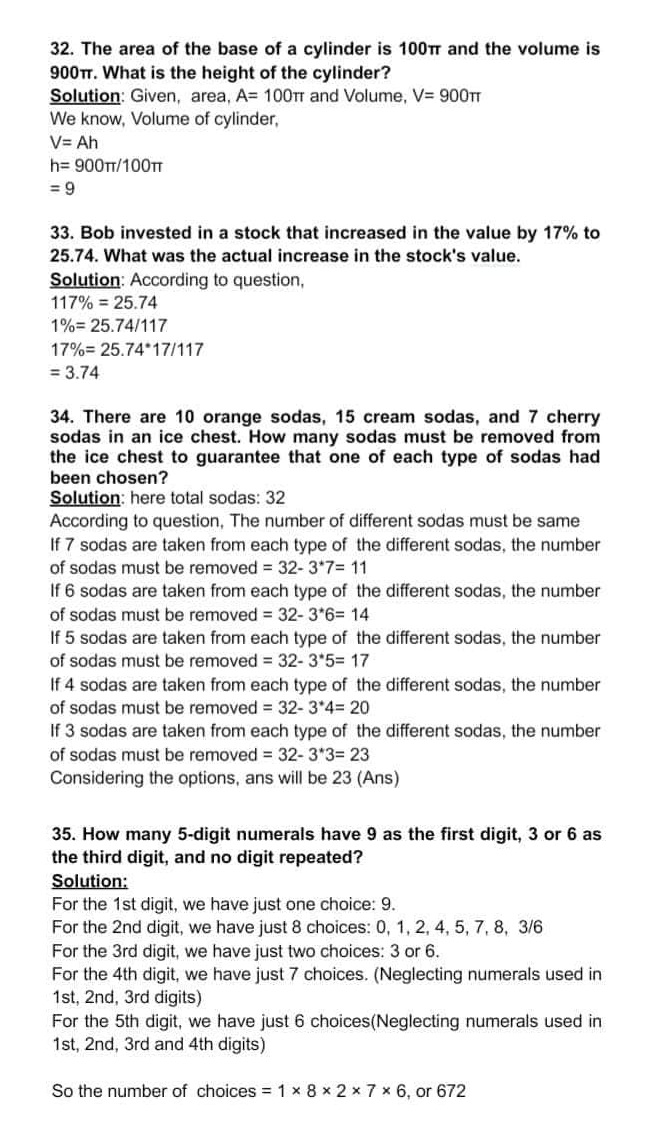 32. The area of the base of a cylinder is 100π and the volume is
900π. What is the height of the cylinder?
Solution: Given, area, A= 100π and Volume, V= 900π
We know, Volume of cylinder,
V= Ah
h= 900π/100π
= 9
33. Bob invested in a stock that increased in the value by 17% to
25.74. What was the actual increase in the stock's value.
Solution: According to question,
117% = 25.74
1%= 25.74/117
17%= 25.74*17/117
= 3.74
34. There are 10 orange sodas, 15 cream sodas, and 7 cherry
sodas in an ice chest. How many sodas must be removed from
the ice chest to guarantee that one of each type of sodas had
been chosen?
Solution: here total sodas: 32
According to question, The number of different sodas must be same
If 7 sodas are taken from each type of the different sodas, the number
of sodas must be removed = 32- 3*7= 11
If 6 sodas are taken from each type of the different sodas, the number
of sodas must be removed = 32- 3*6= 14
If 5 sodas are taken from each type of the different sodas, the number
of sodas must be removed = 32- 3*5= 17
If 4 sodas are taken from each type of the different sodas, the number
of sodas must be removed = 32- 3*4= 20
If 3 sodas are taken from each type of the different sodas, the number
of sodas must be removed = 32- 3*3= 23
Considering the options, ans will be 23 (Ans)
35. How many 5-digit numerals have 9 as the first digit, 3 or 6 as
the third digit, and no digit repeated?
Solution:
For the 1st digit, we have just one choice: 9.
For the 2nd digit, we have just 8 choices: 0, 1, 2, 4, 5, 7, 8, 3/6
For the 3rd digit, we have just two choices: 3 or 6.
For the 4th digit, we have just 7 choices. (Neglecting numerals used in
1st, 2nd, 3rd digits)
For the 5th digit, we have just 6 choices(Neglecting numerals used in
1st, 2nd, 3rd and 4th digits)
So the number of choices = 1 × 8 × 2 × 7 × 6, or 672